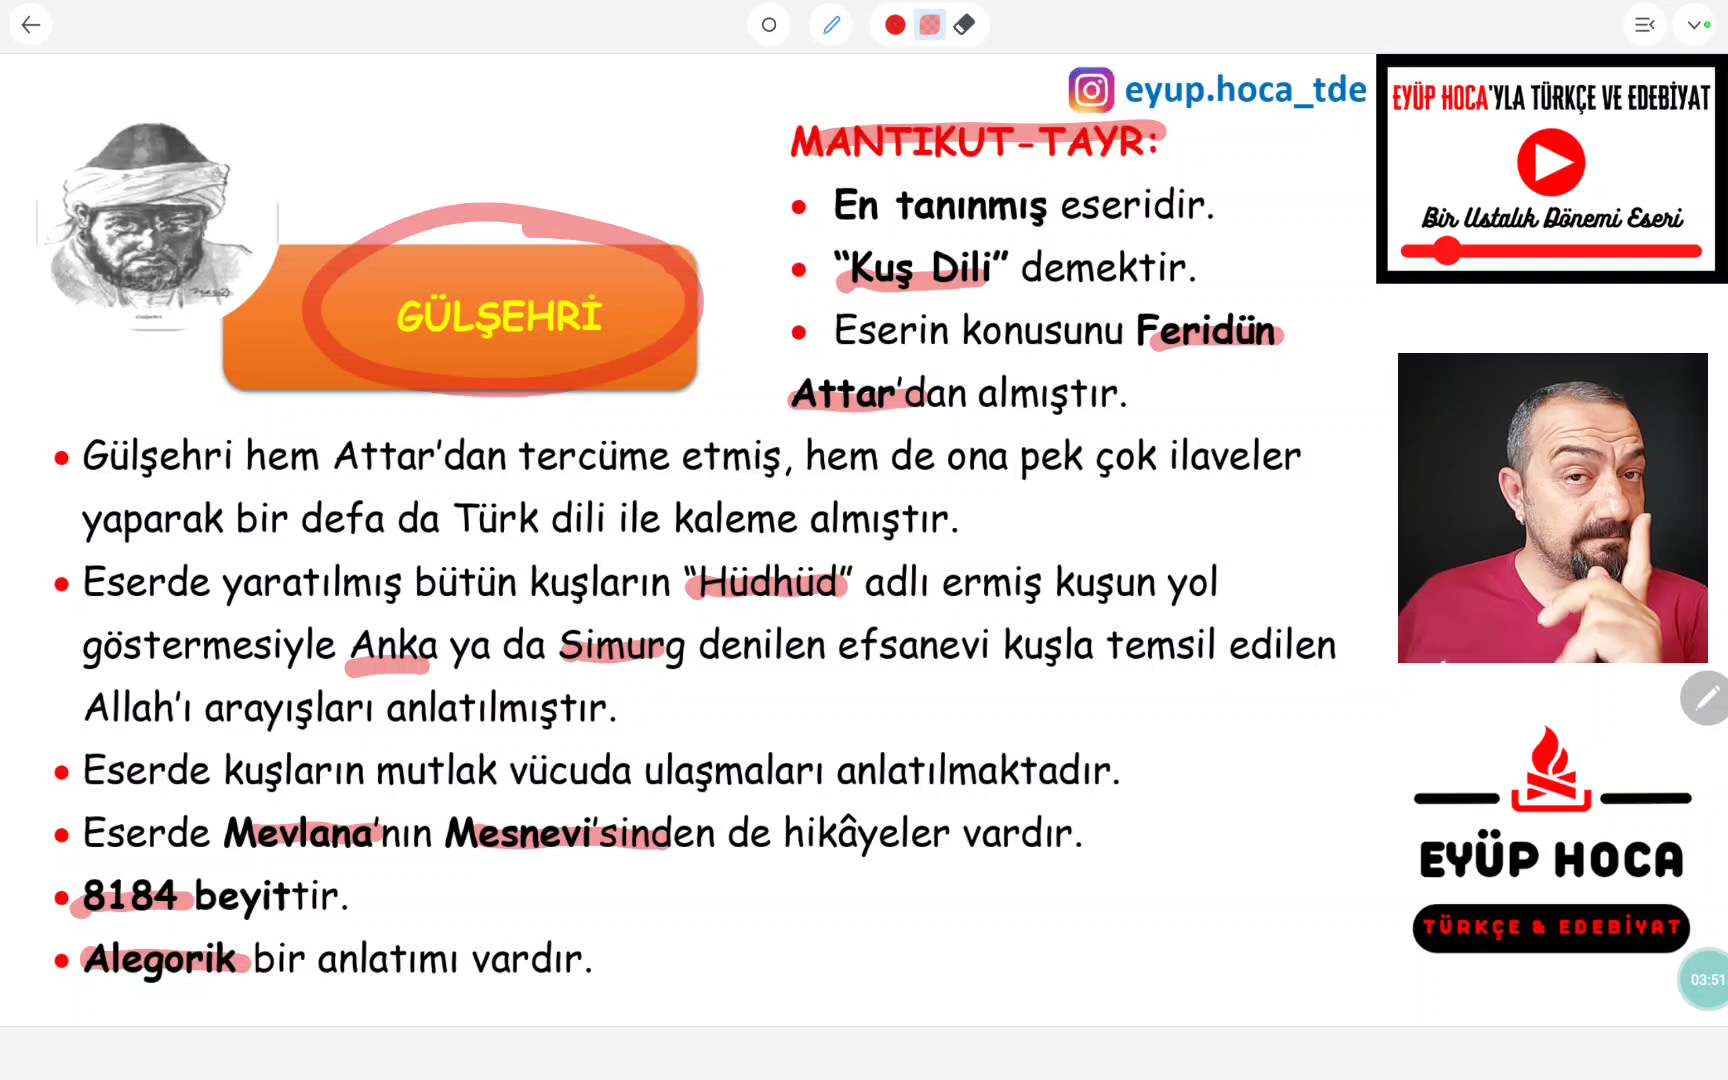 eyup.hoca_tde
EYÜP HOCA'YLA TÜRKÇE VE EDEBİYAT
Bir Ustalık Dönemi Eseri
GÜLŞEHRİ
MANTIKUT-TAYR:
• En tanınmış eseridir.
• “Kuş Dili” demektir.
• Eserin konusunu Feridün
Attar’dan almıştır.
• Gülşehri hem Attar’dan tercüme etmiş, hem de ona pek çok ilaveler
yaparak bir defa da Türk dili ile kaleme almıştır.
• Eserde yaratılmış bütün kuşların “Hüdhüd” adlı ermiş kuşun yol
göstermesiyle Anka ya da Simurg denilen efsanevi kuşla temsil edilen
Allah’ı arayışları anlatılmıştır.
• Eserde kuşların mutlak vücuda ulaşmaları anlatılmaktadır.
• Eserde Mevlana’nın Mesnevi’sinden de hikâyeler vardır.
• 8184 beyittir.
• Alegorik bir anlatımı vardır.
EYÜP HOCA
TÜRKÇE & EDEBİYAT
03:51